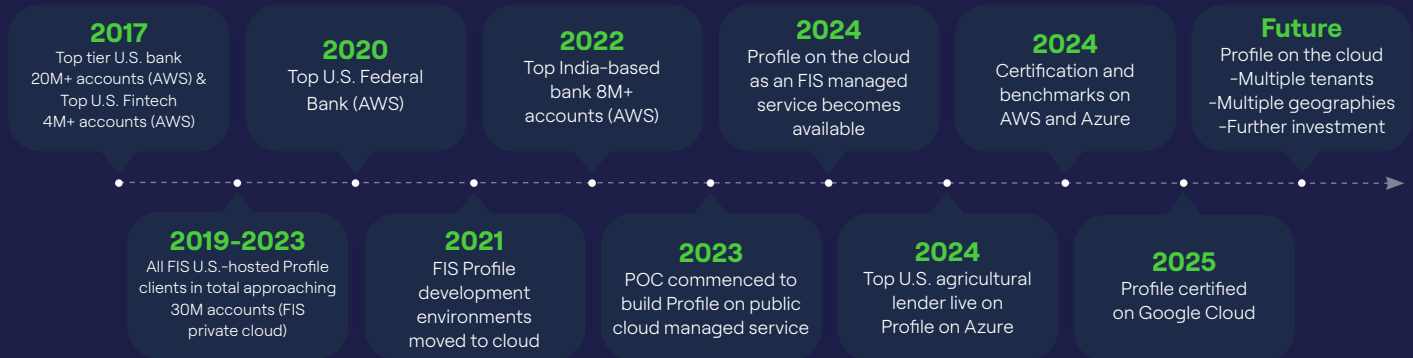 2017
Top tier U.S. bank
20M+ accounts (AWS) &
Top U.S. Fintech
4M+ accounts (AWS)
2019-2023
All FIS U.S.-hosted Profile
clients in total approaching
30M accounts (FIS
private cloud)
2020
Top U.S. Federal
Bank (AWS)
2021
FIS Profile
development
environments
moved to cloud
2022
Top India-based
bank 8M+
accounts (AWS)
2023
POC commenced to
build Profile on public
cloud managed service
2024
Profile on the cloud
as an FIS managed
service becomes
available
2024
Top U.S. agricultural
lender live on
Profile on Azure
2024
Certification and
benchmarks on
AWS and Azure
2025
Profile certified
on Google Cloud
Future
Profile on the cloud
-Multiple tenants
-Multiple geographies
-Further investment